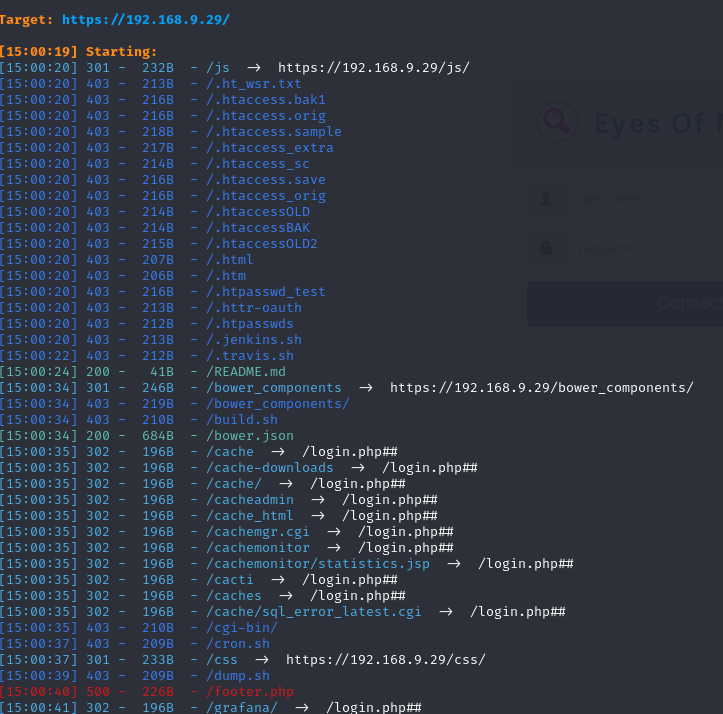 Target: https://192.168.9.29/
[15:00:19] Starting:
[15:00:20] 301 - 232B - /js -> https://192.168.9.29/js/
[15:00:20] 403 - 213B - /.ht_wsr.txt
[15:00:20] 403 - 216B - /.htaccess.bak1
[15:00:20] 403 - 216B - /.htaccess.orig
[15:00:20] 403 - 218B - /.htaccess.sample
[15:00:20] 403 - 217B - /.htaccess_extra
[15:00:20] 403 - 214B - /.htaccess_sc
[15:00:20] 403 - 216B - /.htaccess.save
[15:00:20] 403 - 216B - /.htaccess_orig
[15:00:20] 403 - 214B - /.htaccessOLD
[15:00:20] 403 - 214B - /.htaccessBAK
[15:00:20] 403 - 215B - /.htaccessOLD2
[15:00:20] 403 - 207B - /.html
[15:00:20] 403 - 206B - /.htm
[15:00:20] 403 - 216B - /.htpasswd_test
[15:00:20] 403 - 213B - /.httr-oauth
[15:00:20] 403 - 212B - /.htpasswds
[15:00:20] 403 - 213B - /.jenkins.sh
[15:00:22] 403 - 212B - /.travis.sh
[15:00:24] 200 - 41B - /README.md
[15:00:34] 301 - 246B - /bower_components -> https://192.168.9.29/bower_components/
[15:00:34] 403 - 219B - /bower_components/
[15:00:34] 403 - 210B - /build.sh
[15:00:34] 200 - 684B - /bower.json
[15:00:35] 302 - 196B - /cache -> /login.php##
[15:00:35] 302 - 196B - /cache-downloads -> /login.php##
[15:00:35] 302 - 196B - /cache/ -> /login.php##
[15:00:35] 302 - 196B - /cacheadmin -> /login.php##
[15:00:35] 302 - 196B - /cache_html -> /login.php##
[15:00:35] 302 - 196B - /cachemgr.cgi -> /login.php##
[15:00:35] 302 - 196B - /cachemonitor -> /login.php##
[15:00:35] 302 - 196B - /cachemonitor/statistics.jsp -> /login.php##
[15:00:35] 302 - 196B - /cacti -> /login.php##
[15:00:35] 302 - 196B - /caches -> /login.php##
[15:00:35] 302 - 196B - /cache/sql_error_latest.cgi -> /login.php##
[15:00:35] 403 - 210B - /cgi-bin/
[15:00:37] 403 - 209B - /cron.sh
[15:00:37] 301 - 233B - /css -> https://192.168.9.29/css/
[15:00:39] 403 - 209B - /dump.sh
[15:00:40] 500 - 226B - /footer.php
[15:00:41] 302 - 196B - /grafana/ -> /login.php##
Eyes Of
username
password
Connect